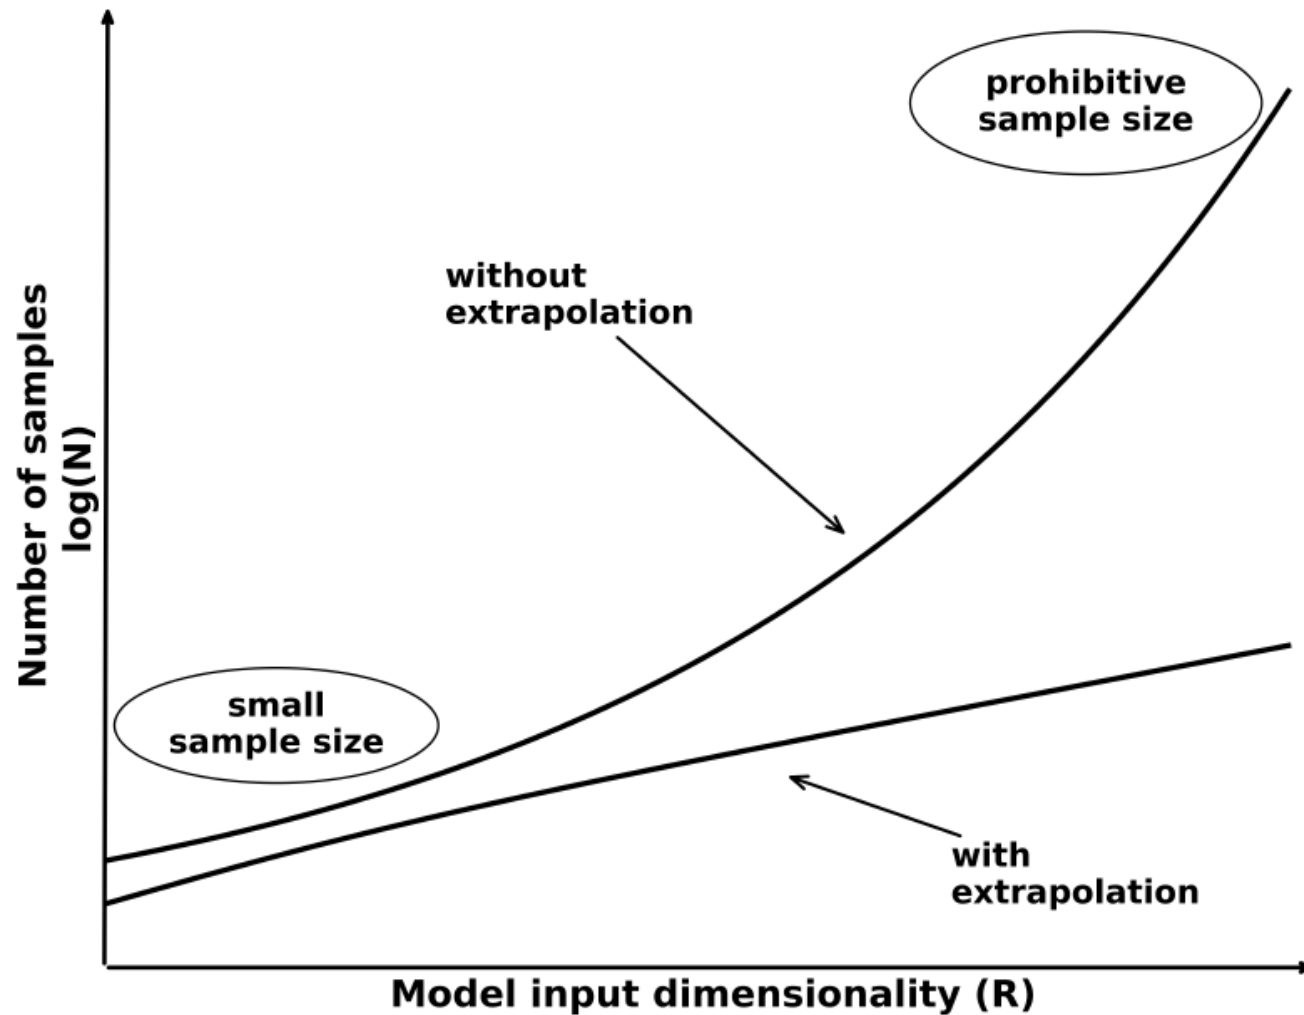 prohibitive
sample size
without
extrapolation
Number of samples
log(N)
small
sample size
with
extrapolation
Model input dimensionality (R)